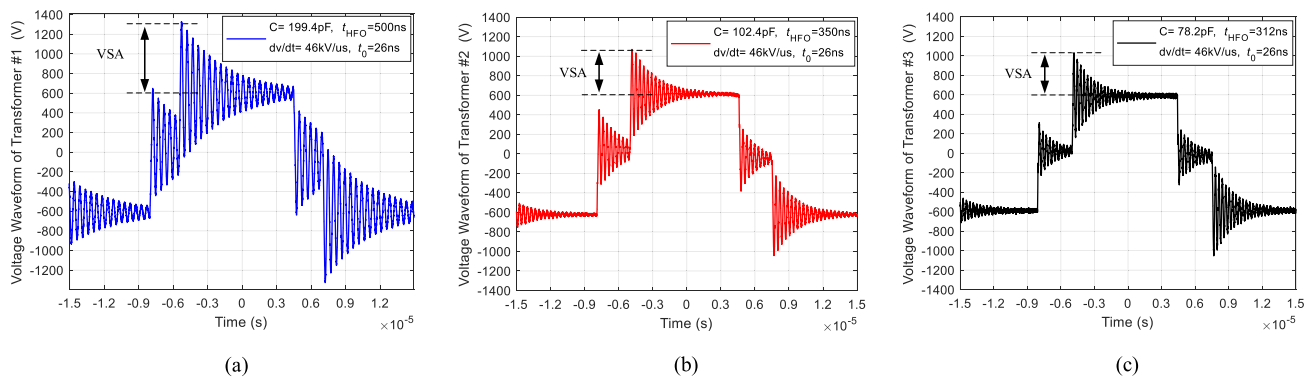 C= 199.4pF, tHFO=500ns
dv/dt= 46kV/us, t0=26ns
VSA
Voltage Waveform of Transformer #1 (V)
1400
1200
1000
800
600
400
200
0
-200
-400
-600
-800
-1000
-1200
-1.5 -0.9 -0.6 -0.3 0 0.3 0.6 0.9 1.2 1.5
Time (s)
×10-5
(a)
C= 102.4pF, tHFO=350ns
dv/dt= 46kV/us, t0=26ns
VSA
Voltage Waveform of Transformer #2 (V)
1400
1200
1000
800
600
400
200
0
-200
-400
-600
-800
-1000
-1200
-1400
-1.5 -1.2 -0.9 -0.6 -0.3 0 0.3 0.6 0.9 1.2 1.5
Time (s)
×10-5
(b)
C= 78.2pF, tHFO=312ns
dv/dt= 46kV/us, t0=26ns
VSA
Voltage Waveform of Transformer #3 (V)
1400
1200
1000
800
600
400
200
0
-200
-400
-600
-800
-1000
-1200
-1400
-1.5 -1.2 -0.9 -0.6 -0.3 0 0.3 0.6 0.9 1.2 1.5
Time (s)
×10-5
(c)